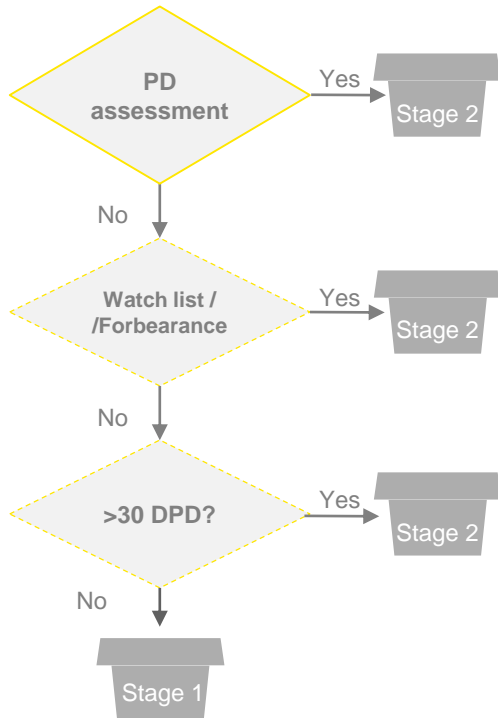 PD
assessment
Yes
Stage 2
No
Watch list /
/Forbearance
Yes
Stage 2
No
>30 DPD?
Yes
Stage 2
No
Stage 1